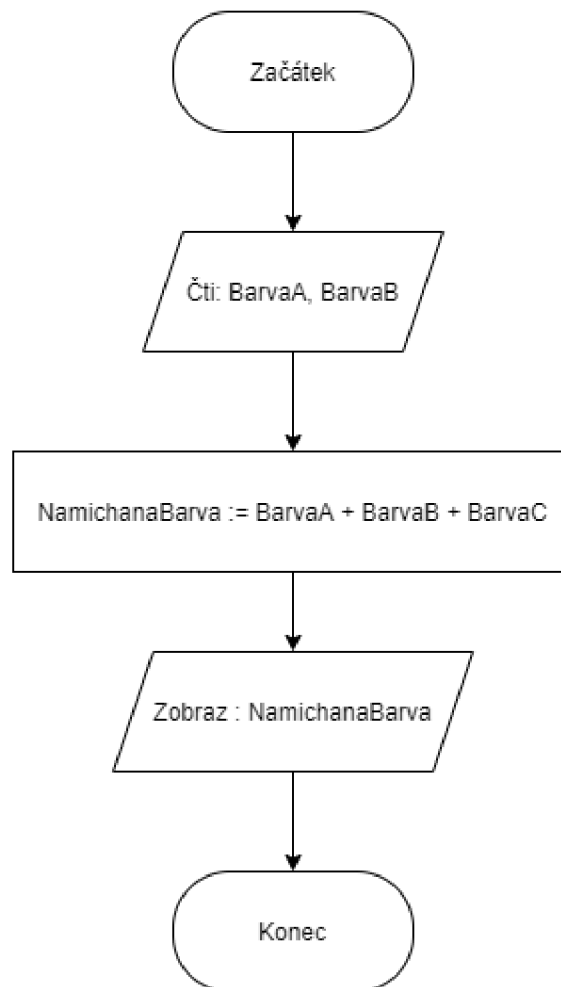 Začátek
Čti: BarvaA, BarvaB
NamichanaBarva := BarvaA + BarvaB + BarvaC
Zobraz : NamichanaBarva
Konec